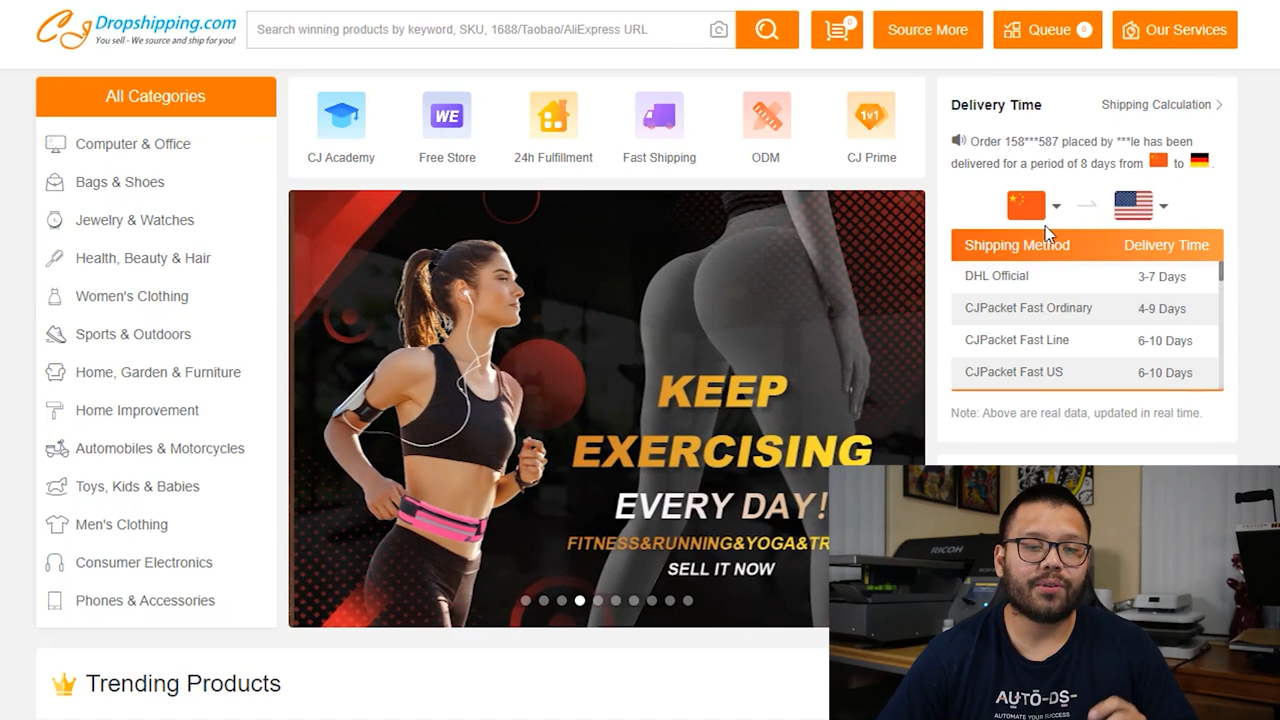 CJ Dropshipping.com
You sell - We source and ship for you!
Search winning products by keyword, SKU, 1688/Taobao/AliExpress URL
0
Source More
Queue 0
Our Services
All Categories
Computer & Office
Bags & Shoes
Jewelry & Watches
Health, Beauty & Hair
Women's Clothing
Sports & Outdoors
Home, Garden & Furniture
Home Improvement
Automobiles & Motorcycles
Toys, Kids & Babies
Men's Clothing
Consumer Electronics
Phones & Accessories
CJ Academy
WE
Free Store
24h Fulfillment
Fast Shipping
ODM
1v1
CJ Prime
KEEP
EXERCISING
EVERY DAY!
FITNESS&RUNNING&YOGA&TR
SELL IT NOW
Delivery Time
Shipping Calculation
Order 158***587 placed by ***le has been
delivered for a period of 8 days from to .
Shipping Method Delivery Time
DHL Official 3-7 Days
CJPacket Fast Ordinary 4-9 Days
CJPacket Fast Line 6-10 Days
CJPacket Fast US 6-10 Days
Note: Above are real data, updated in real time.
RICOH
AUTO-DS-
AUTOMATE YOUR SUCCESS
Trending Products